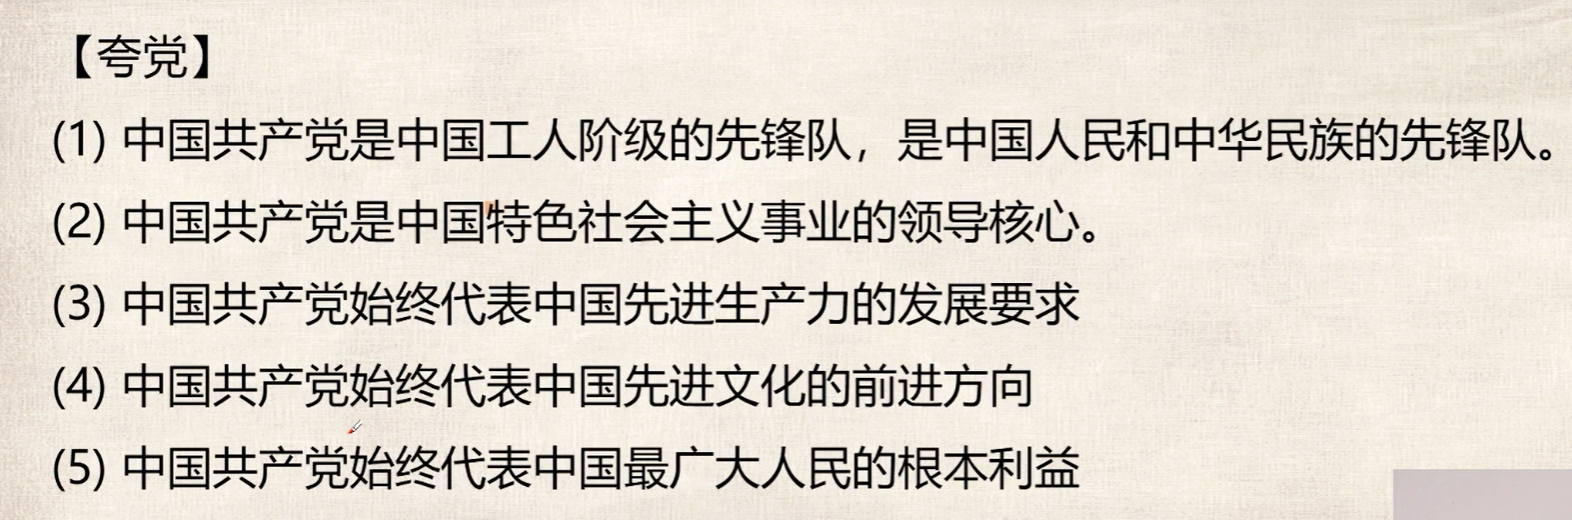 【夸党】
(1) 中国共产党是中国工人阶级的先锋队，是中国人民和中华民族的先锋队。
(2) 中国共产党是中国特色社会主义事业的领导核心。
(3) 中国共产党始终代表中国先进生产力的发展要求
(4) 中国共产党始终代表中国先进文化的前进方向
(5) 中国共产党始终代表中国最广大人民的根本利益